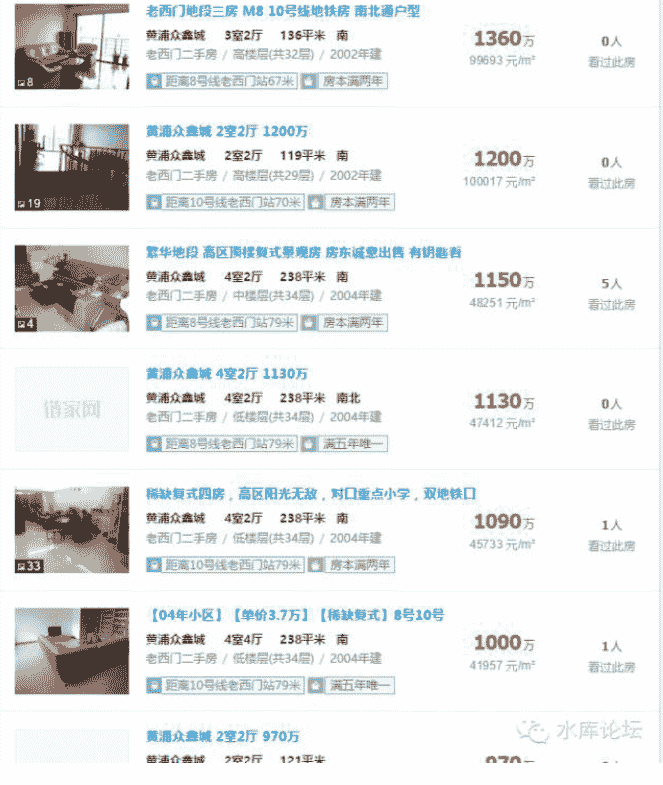 老西门地段三房 M8 10号线地铁房 南北通户型
黄浦众鑫城 3室2厅 136平米 南
老西门二手房 / 高楼层(共32层) / 2002年建
距离8号线老西门站67米 房本满两年
1360万
99693 元/m²
0人
看过此房
8
黄浦众鑫城 2室2厅 1200万
黄浦众鑫城 2室2厅 119平米 南
老西门二手房 / 高楼层(共29层) / 2002年建
距离10号线老西门站70米 房本满两年
1200万
100017 元/m²
0人
看过此房
19
繁华地段 高区顶楼复式景观房 房东诚意出售 有钥匙看
黄浦众鑫城 4室2厅 238平米 南
老西门二手房 / 中楼层(共34层) / 2004年建
距离8号线老西门站79米 房本满两年
1150万
48251 元/m²
5人
看过此房
4
链家网
黄浦众鑫城 4室2厅 1130万
黄浦众鑫城 4室2厅 238平米 南北
老西门二手房 / 低楼层(共34层) / 2004年建
距离8号线老西门站79米 满五年唯一
1130万
47412 元/m²
0人
看过此房
稀缺复式四房，高区阳光无敌，对口重点小学，双地铁口
黄浦众鑫城 4室2厅 238平米 南
老西门二手房 / 低楼层(共34层) / 2004年建
距离10号线老西门站79米 房本满两年
1090万
45733 元/m²
1人
看过此房
33
【04年小区】【单价3.7万】【稀缺复式】8号10号
黄浦众鑫城 4室4厅 238平米 南
老西门二手房 / 低楼层(共34层) / 2004年建
距离10号线老西门站79米 满五年唯一
1000万
41957 元/m²
1人
看过此房
黄浦众鑫城 2室2厅 970万
黄浦众鑫城 2室2厅 121平米
970万
水库论坛